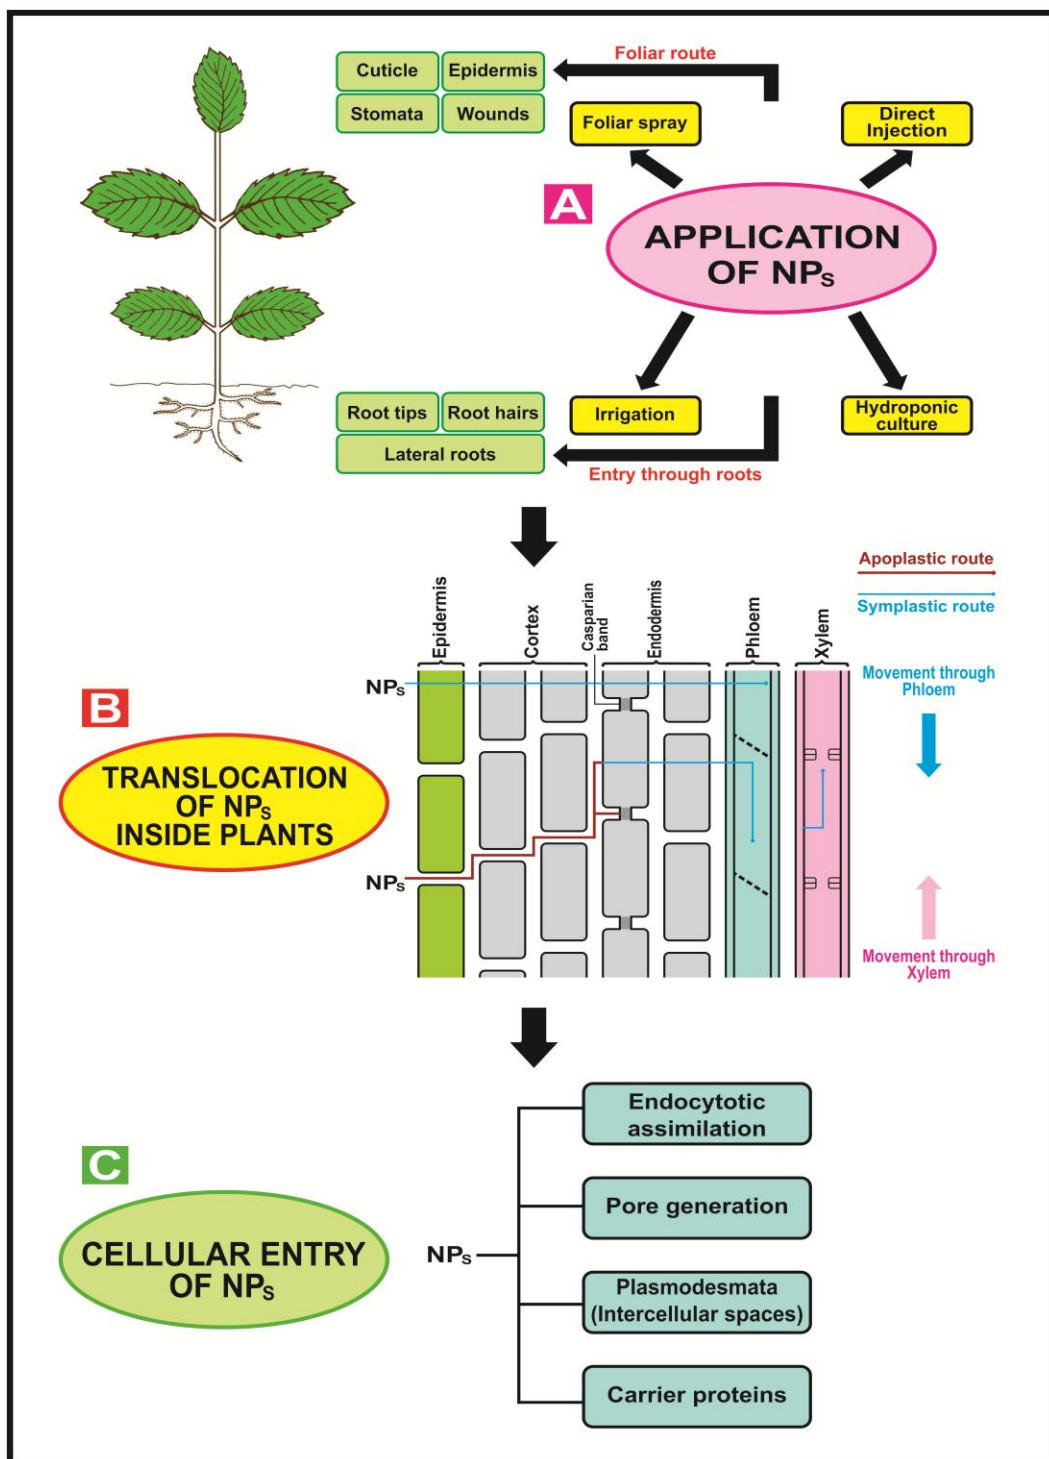 Foliar route
Cuticle
Epidermis
Stomata
Wounds
Foliar spray
Direct
Injection
A
APPLICATION
OF NPs
Root tips
Root hairs
Lateral roots
Irrigation
Hydroponic
culture
Entry through roots
Apoplastic route
Symplastic route
Epidermis
Cortex
Casparian
band
Endodermis
Phloem
Xylem
NPs
Movement through
Phloem
B
TRANSLOCATION
OF NPs
INSIDE PLANTS
NPs
Movement through
Xylem
C
CELLULAR ENTRY
OF NPs
NPs
Endocytotic
assimilation
Pore generation
Plasmodesmata
(Intercellular spaces)
Carrier proteins